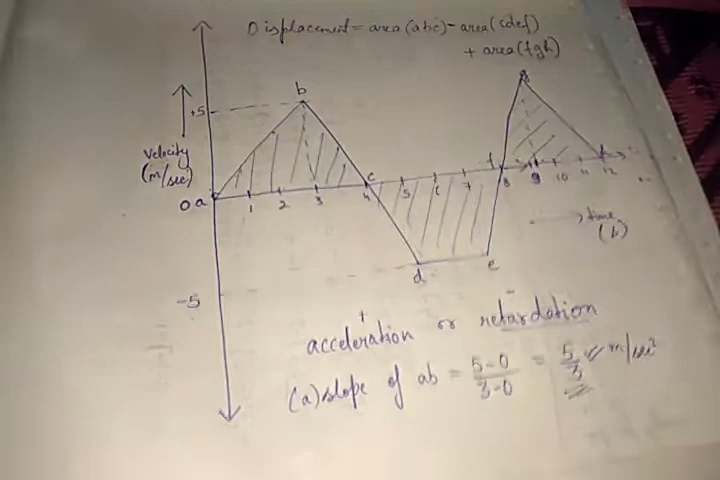 Displacement = area(abc) - area(cdef)
+ area(fgh)
+5
b
velocity
(m/sec)
0 a
1 2 3 4 c 5 6 7 f 8 9 10 11 12 h
g
time
d e
-5
+ -
acceleration or retardation
(a) slope of ab = 5-0 / 3-0 = 5/3 m/sec²